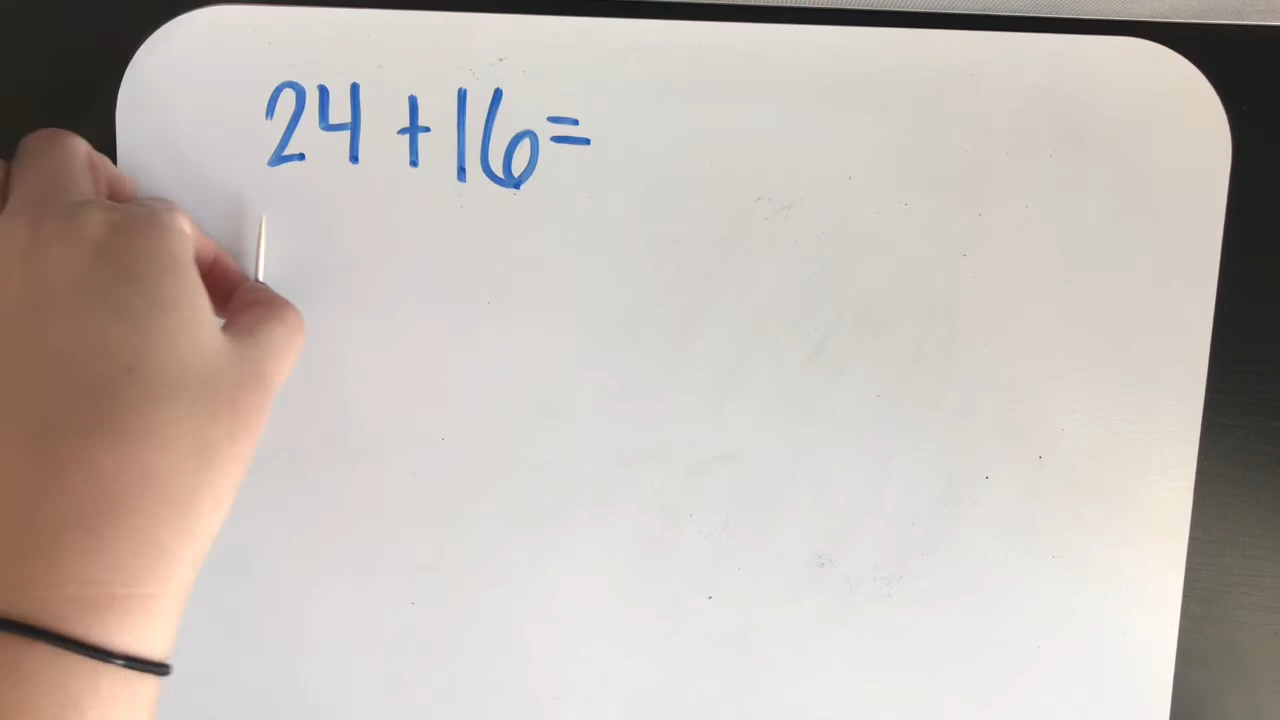 24 + 16 =